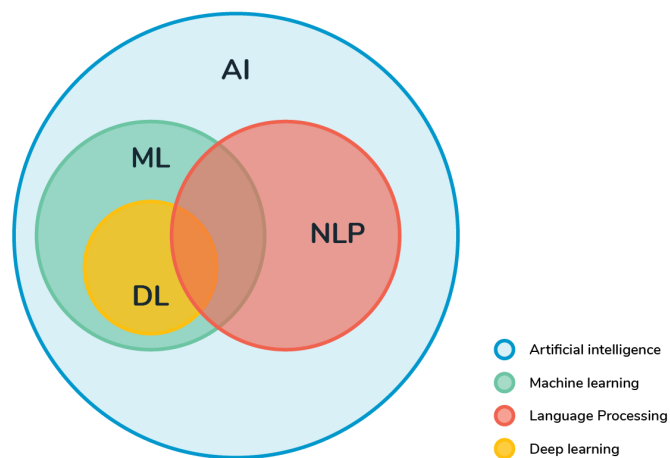 AI
ML
NLP
DL
Artificial intelligence
Machine learning
Language Processing
Deep learning